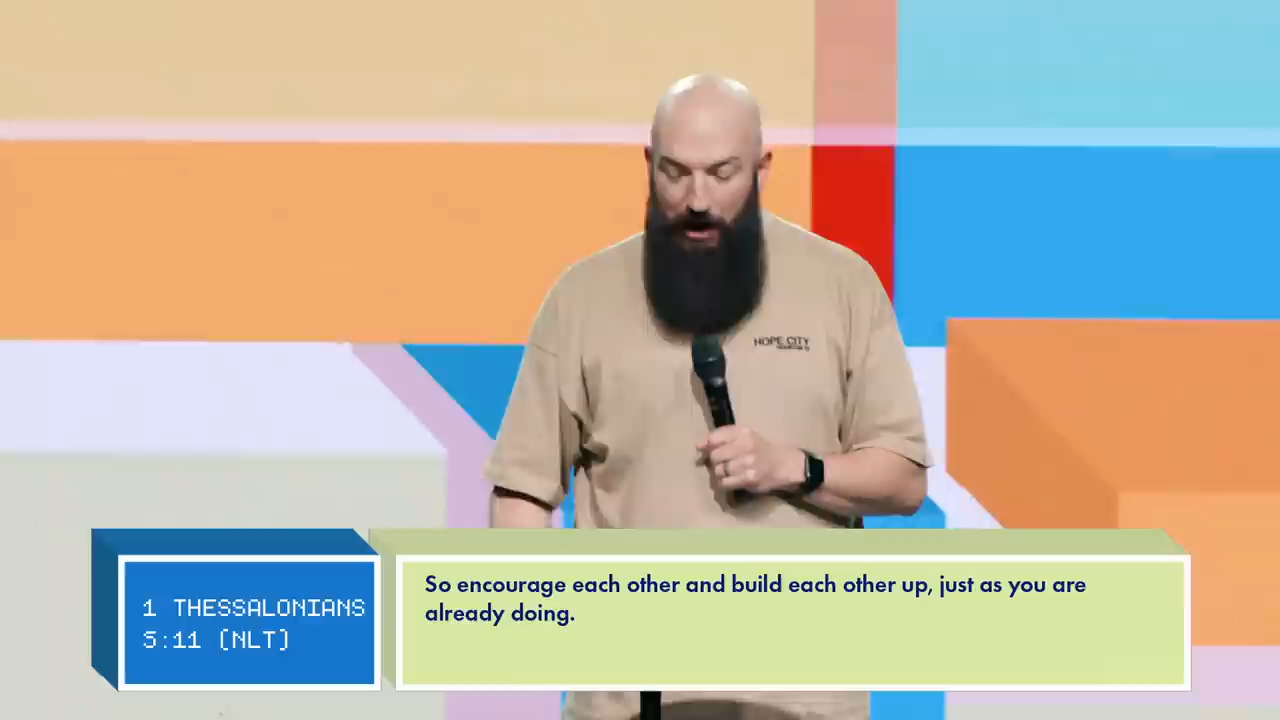 HOPE CITY
1 THESSALONIANS
5:11 (NLT)
So encourage each other and build each other up, just as you are
already doing.